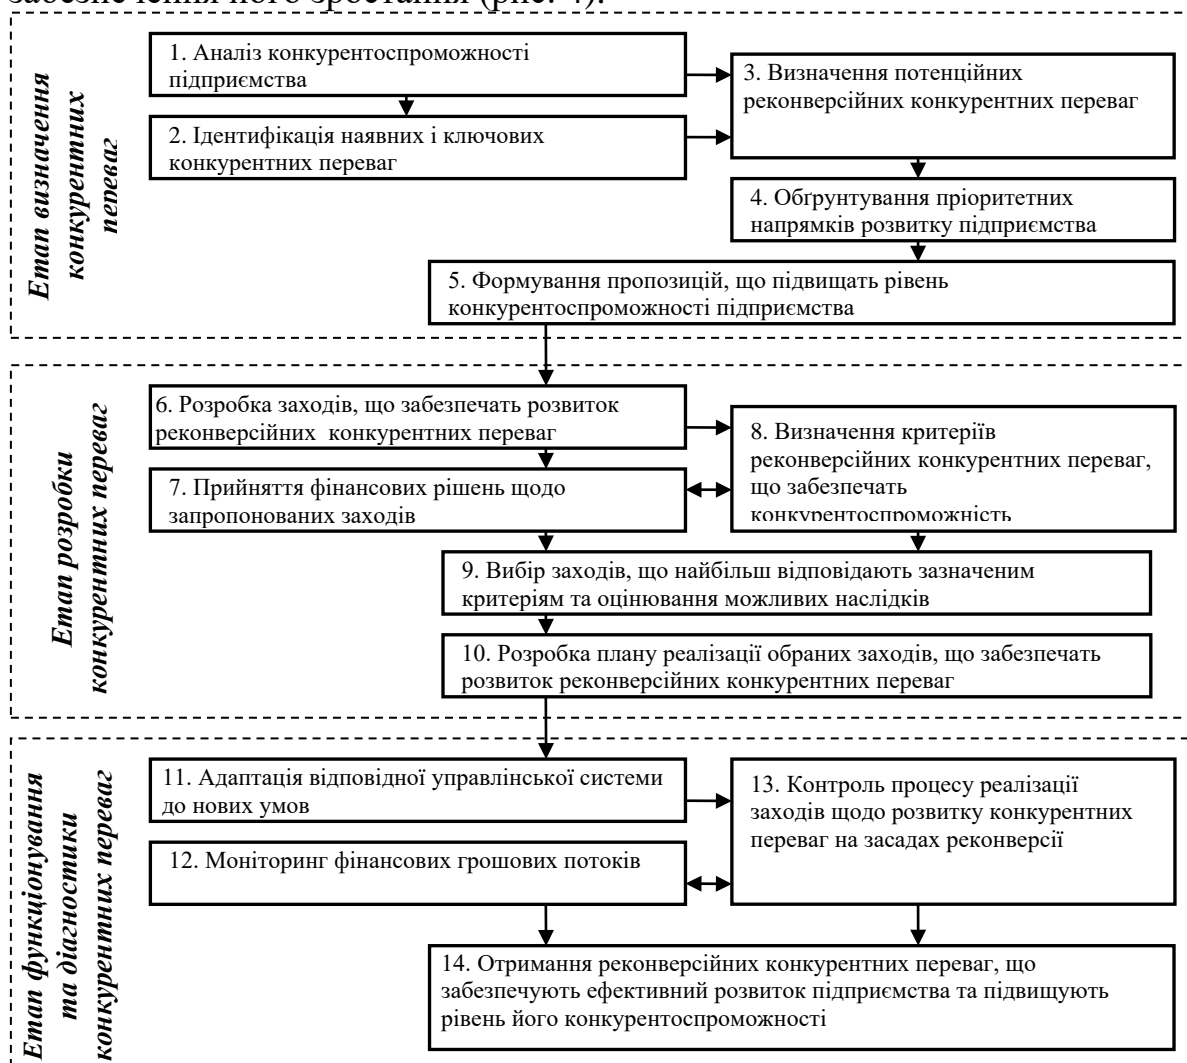 забезпечення його зростання (рис. 4).
Етап визначення
конкурентних
переваг
1. Аналіз конкурентоспроможності
підприємства
2. Ідентифікація наявних і ключових
конкурентних переваг
3. Визначення потенційних
реконверсійних конкурентних переваг
4. Обґрунтування пріоритетних
напрямків розвитку підприємства
5. Формування пропозицій, що підвищать рівень
конкурентоспроможності підприємства
Етап розробки
конкурентних переваг
6. Розробка заходів, що забезпечать розвиток
реконверсійних конкурентних переваг
7. Прийняття фінансових рішень щодо
запропонованих заходів
8. Визначення критеріїв
реконверсійних конкурентних переваг,
що забезпечать
конкурентоспроможність
9. Вибір заходів, що найбільш відповідають зазначеним
критеріям та оцінювання можливих наслідків
10. Розробка плану реалізації обраних заходів, що забезпечать
розвиток реконверсійних конкурентних переваг
Етап функціонування
та діагностики
конкурентних переваг
11. Адаптація відповідної управлінської системи
до нових умов
12. Моніторинг фінансових грошових потоків
13. Контроль процесу реалізації
заходів щодо розвитку конкурентних
переваг на засадах реконверсії
14. Отримання реконверсійних конкурентних переваг, що
забезпечують ефективний розвиток підприємства та підвищують
рівень його конкурентоспроможності